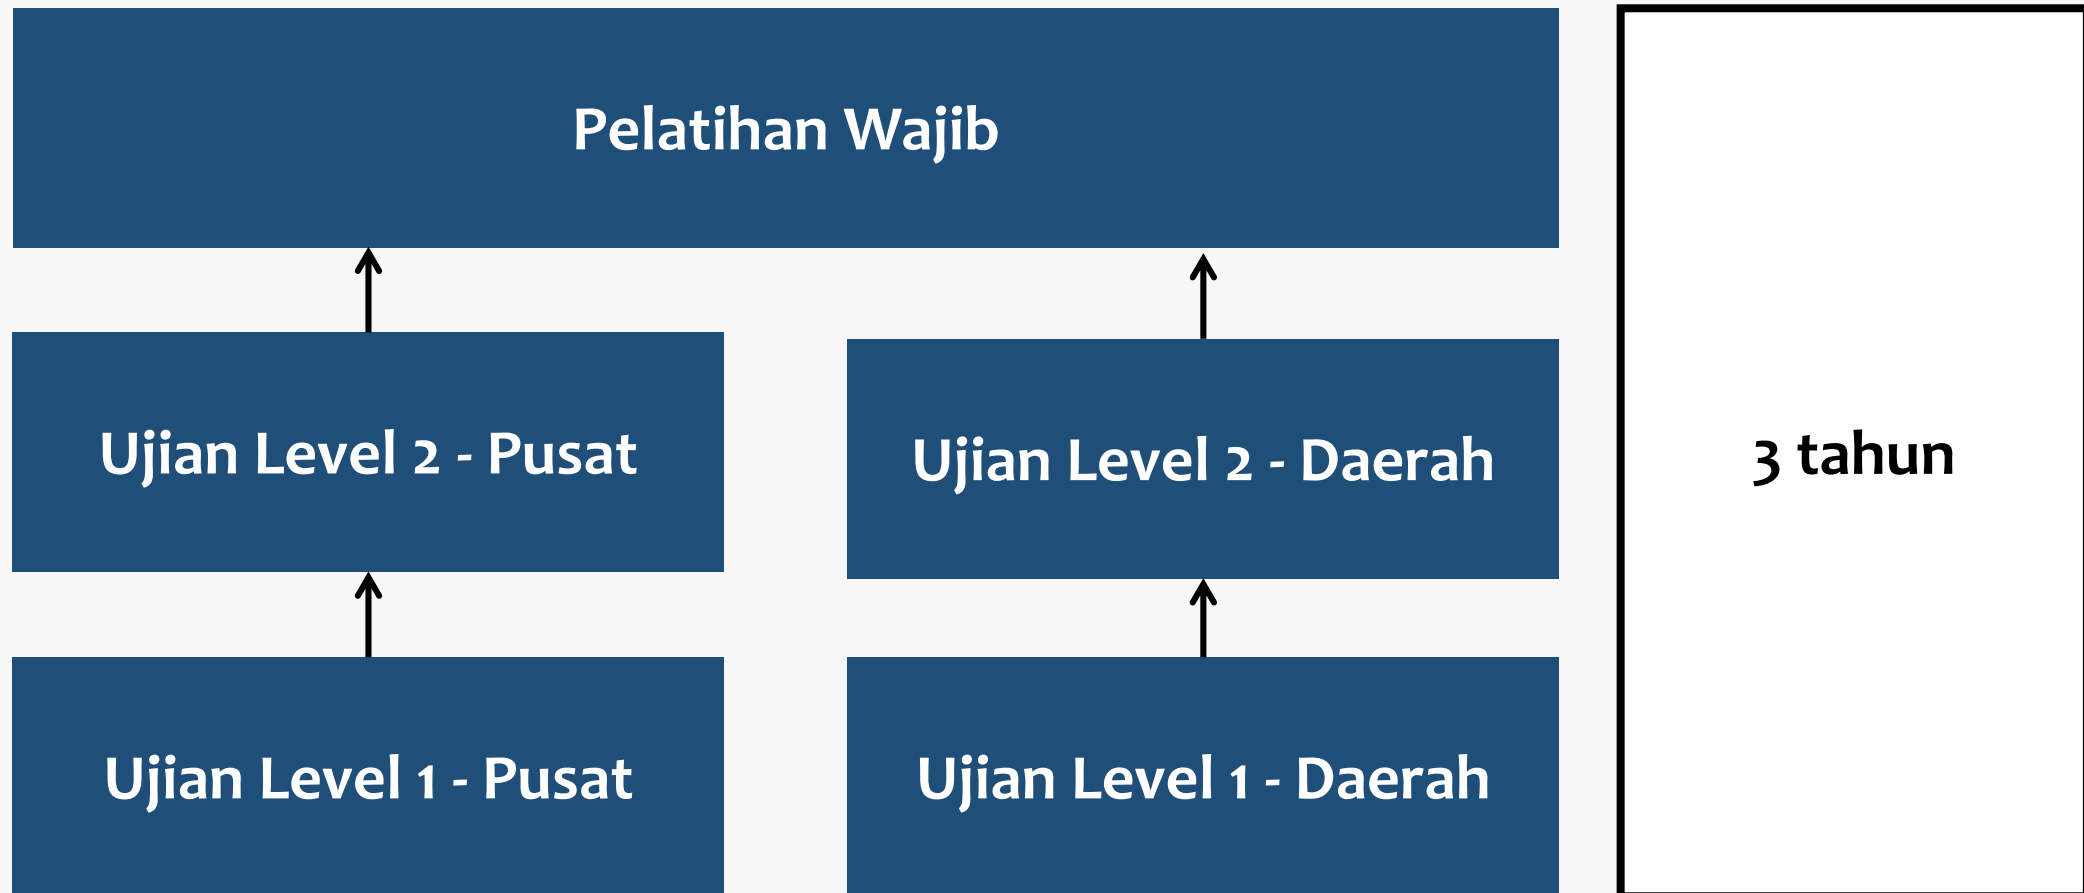 Pelatihan Wajib
Ujian Level 2 - Pusat
Ujian Level 2 - Daerah
3 tahun
Ujian Level 1 - Pusat
Ujian Level 1 - Daerah